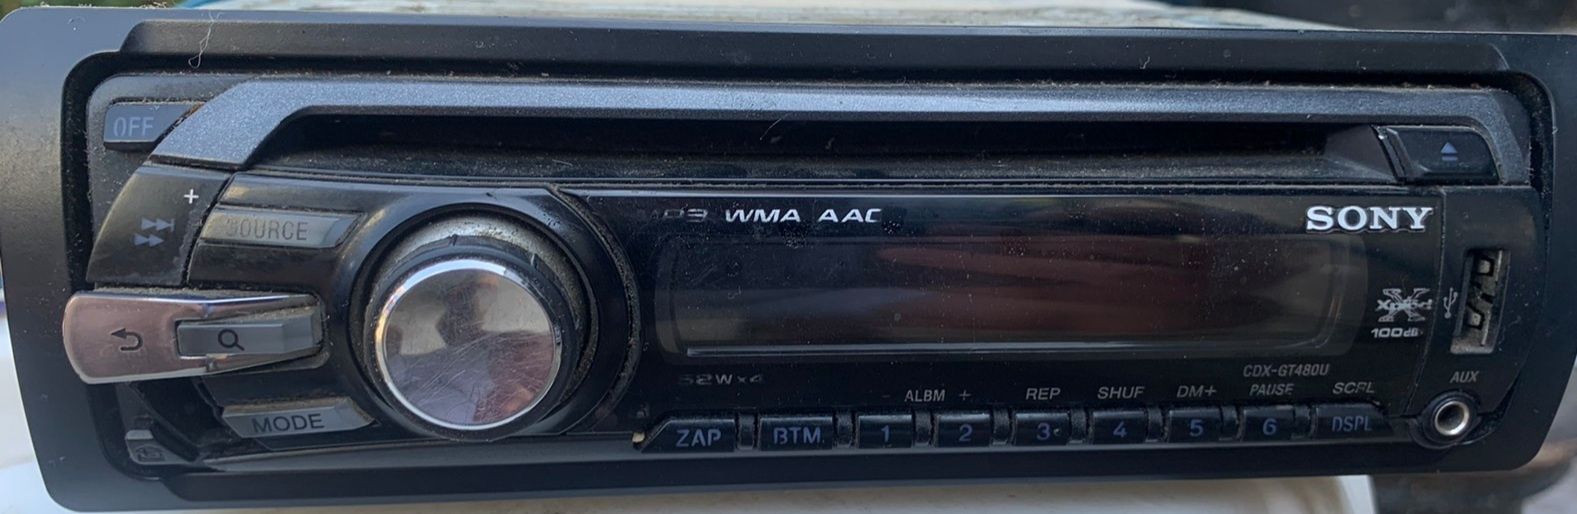 OFF
+
SOURCE
MODE
MP3 WMA AAC
SONY
Xplod
100dB
52W×4
CDX-GT480U
- ALBM + REP SHUF DM+ PAUSE SCRL
ZAP BTM 1 2 3 4 5 6 DSPL
AUX